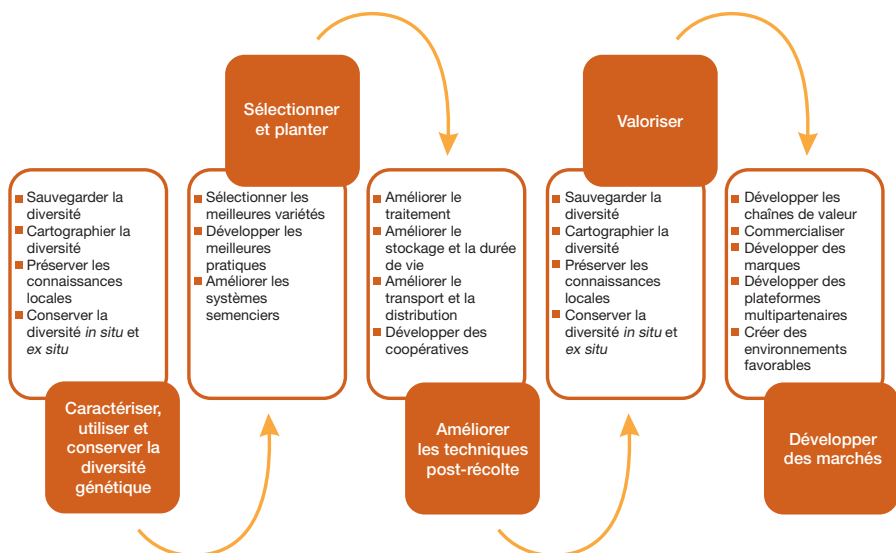 Sélectionner
et planter
Valoriser
Sauvegarder la
diversité
Cartographier la
diversité
Préserver les
connaissances
locales
Conserver la
diversité in situ et
ex situ
Caractériser,
utiliser et
conserver la
diversité
génétique
Sélectionner les
meilleures variétés
Développer les
meilleures
pratiques
Améliorer les
systèmes
semenciers
Améliorer le
traitement
Améliorer le
stockage et la durée
de vie
Améliorer le
transport et la
distribution
Développer des
coopératives
Améliorer
les techniques
post-récolte
Sauvegarder la
diversité
Cartographier la
diversité
Préserver les
connaissances
locales
Conserver la
diversité in situ et
ex situ
Développer les
chaînes de valeur
Commercialiser
Développer des
marques
Développer des
plateformes
multipartenaires
Créer des
environnements
favorables
Développer
des marchés